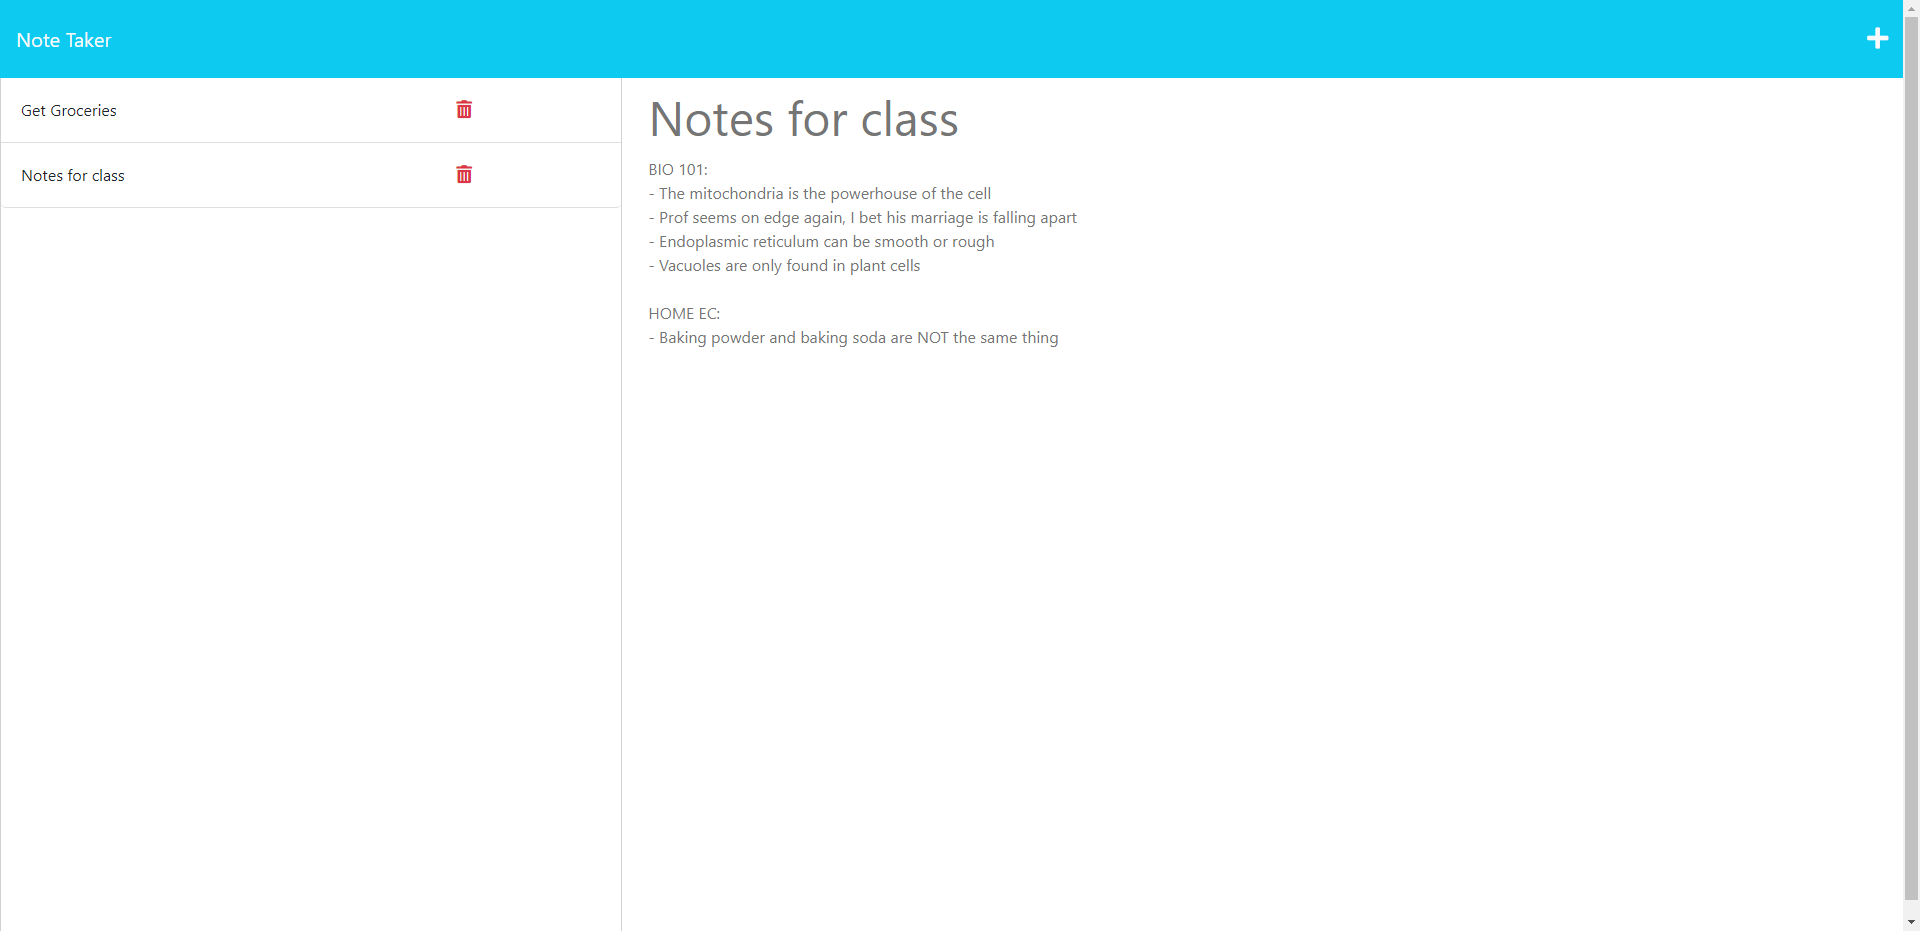 Note Taker
Get Groceries
Notes for class
Notes for class
BIO 101:
- The mitochondria is the powerhouse of the cell
- Prof seems on edge again, I bet his marriage is falling apart
- Endoplasmic reticulum can be smooth or rough
- Vacuoles are only found in plant cells
HOME EC:
- Baking powder and baking soda are NOT the same thing